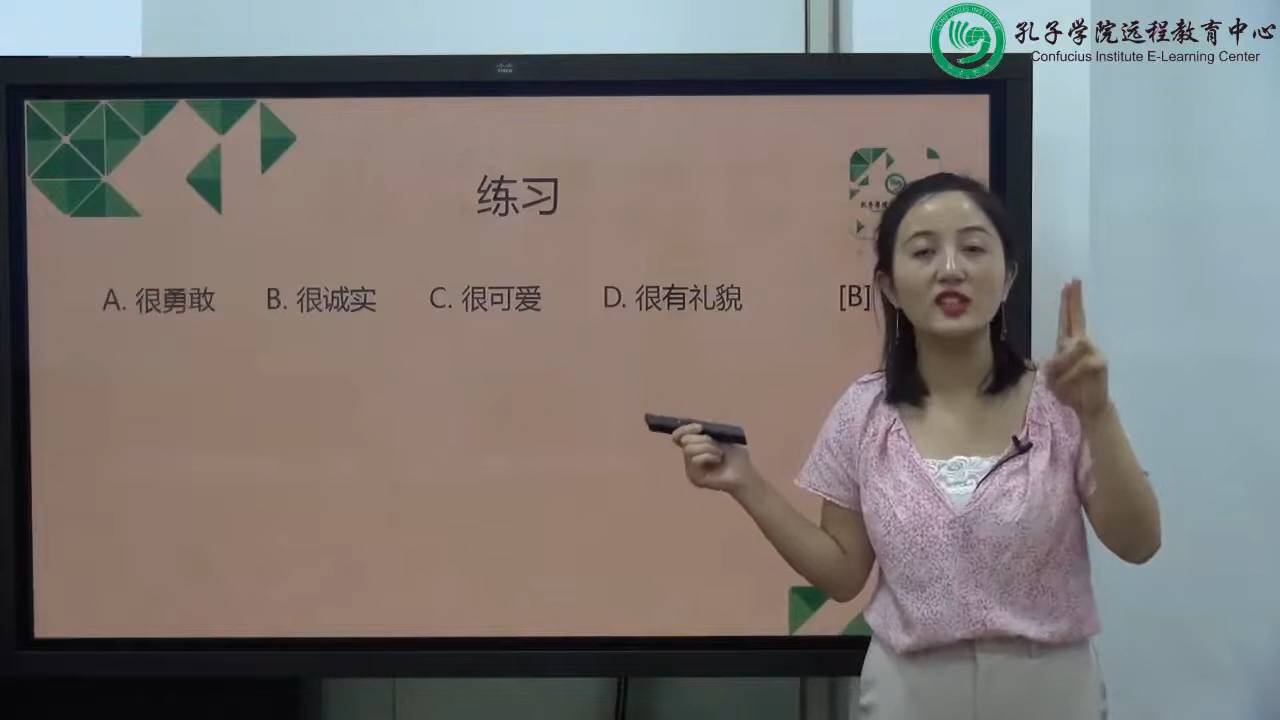 孔子学院远程教育中心
Confucius Institute E-Learning Center
练习
A. 很勇敢 B. 很诚实 C. 很可爱 D. 很有礼貌 [B]